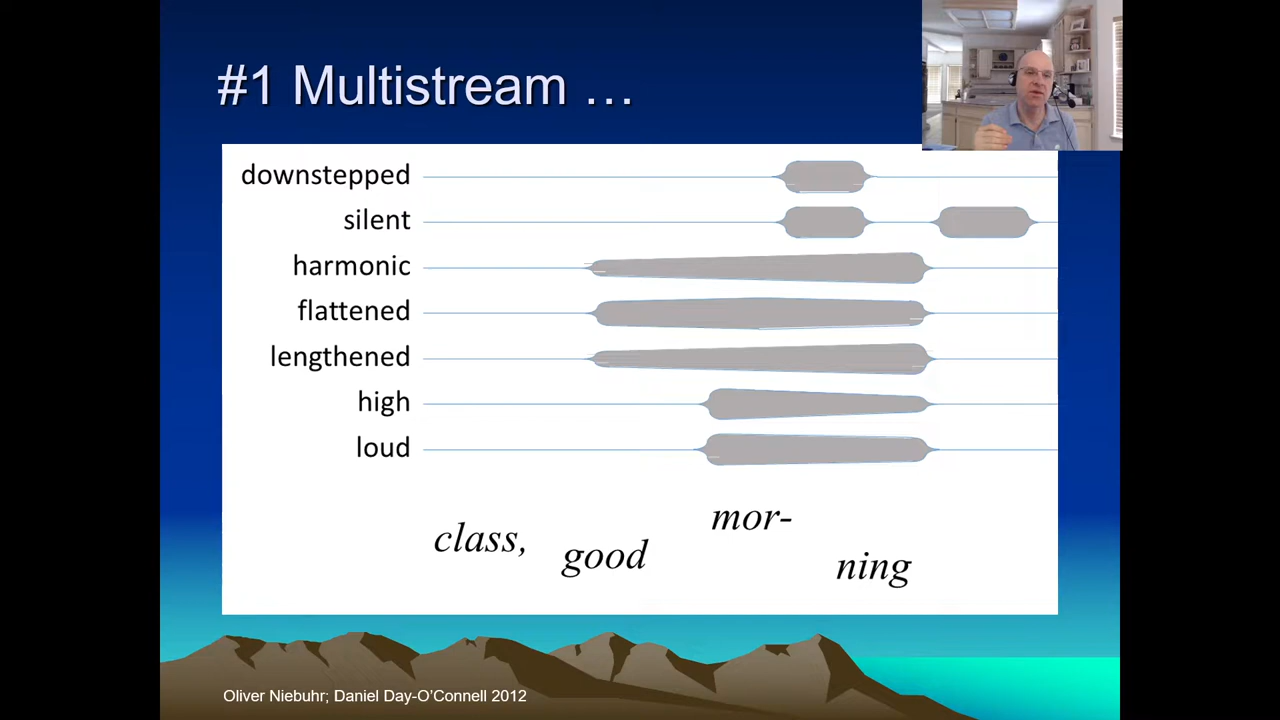 #1 Multistream …
downstepped
silent
harmonic
flattened
lengthened
high
loud
class, good mor- ning
Oliver Niebuhr; Daniel Day-O’Connell 2012